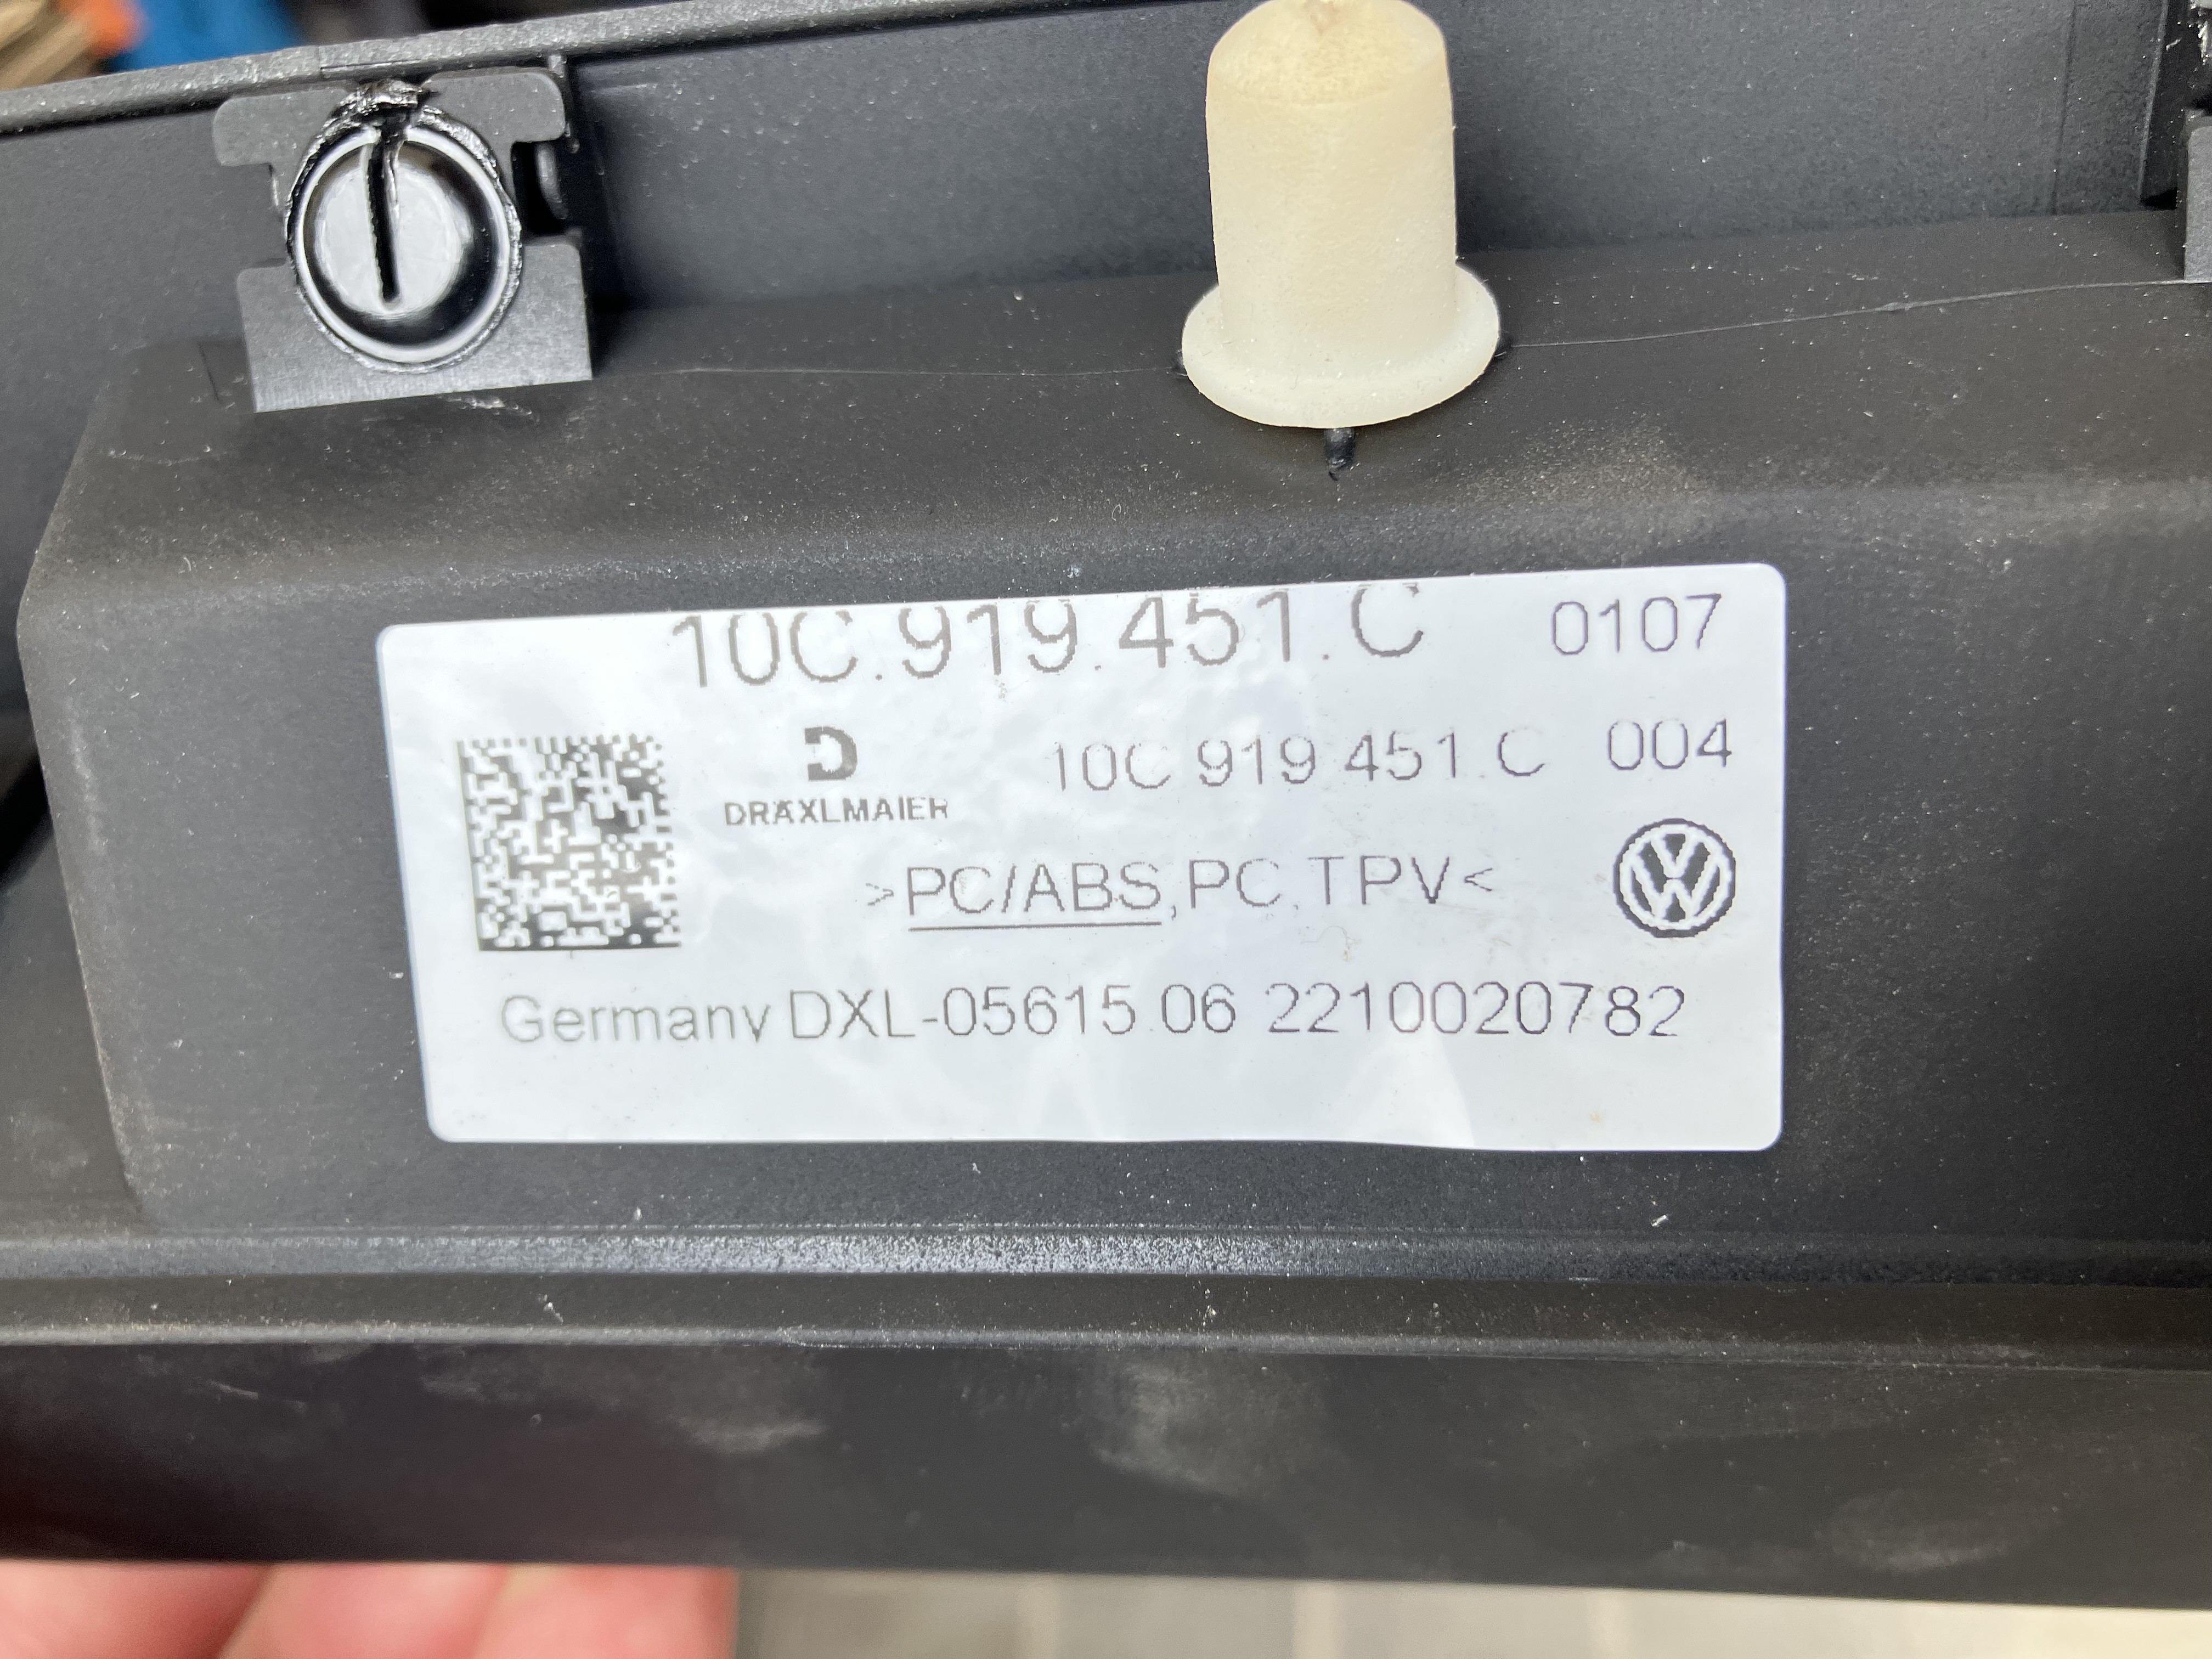 10C.919.451.C 0107
DRÄXLMAIER 10C 919 451 C 004
>PC/ABS,PC,TPV<
Germany DXL-05615 06 2210020782